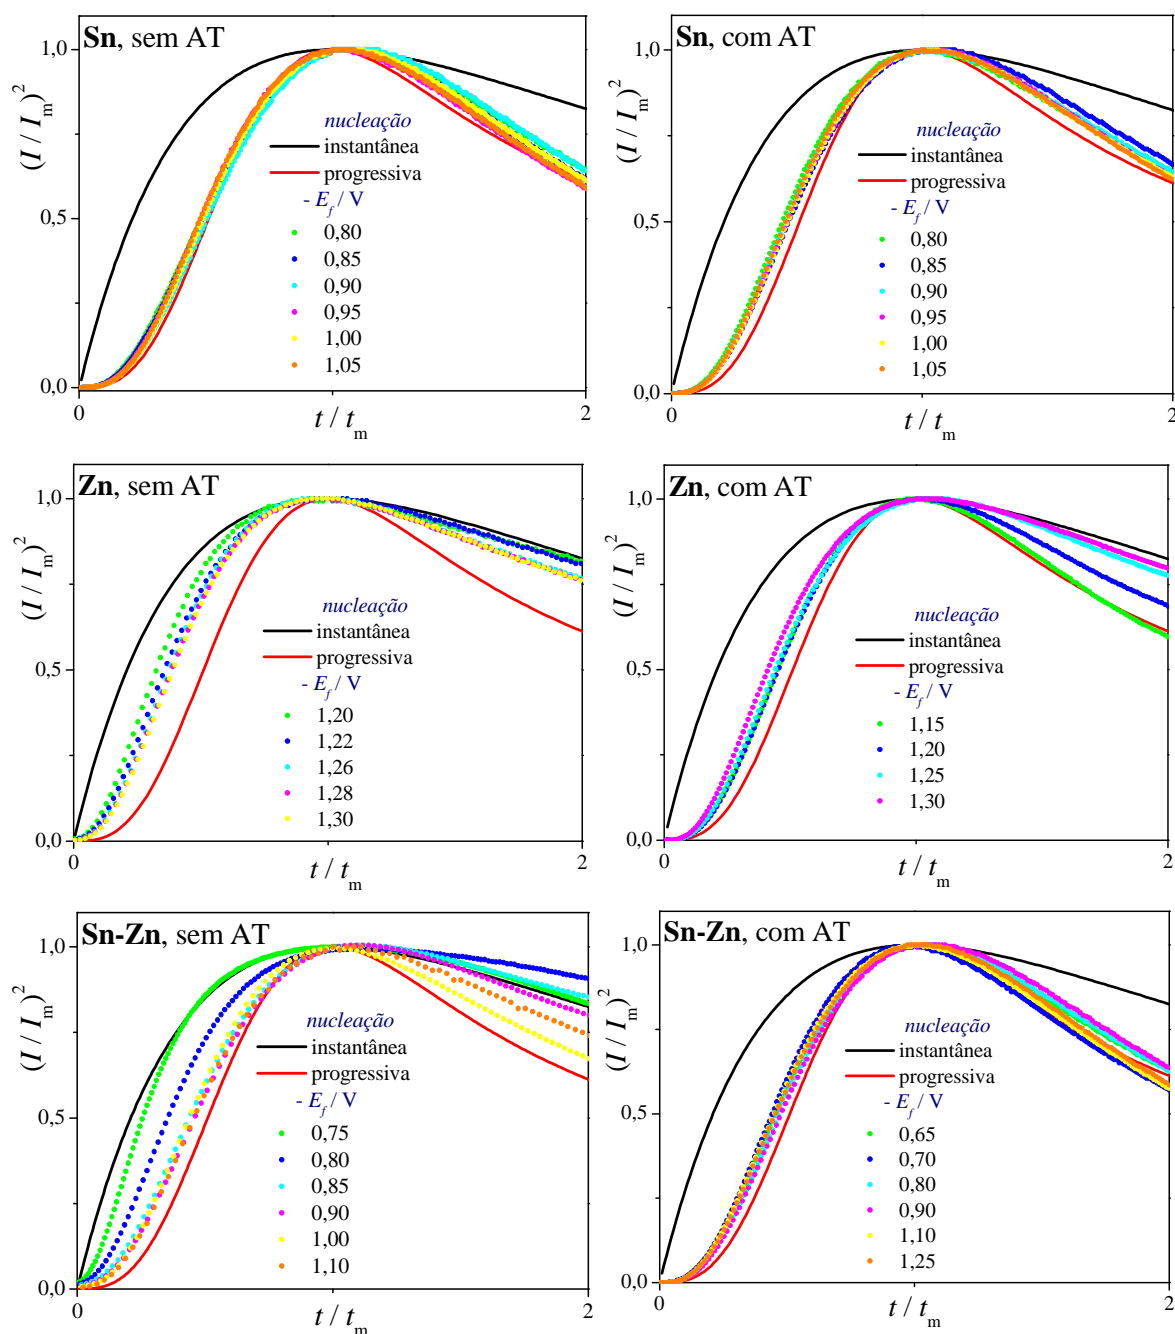 Sn, sem AT
(I / Im)²
1,0
0,5
0,0
nucleação
instantânea
progressiva
- Ef / V
0,80
0,85
0,90
0,95
1,00
1,05
0
2
t / tm
Sn, com AT
(I / Im)²
1,0
0,5
0,0
nucleação
instantânea
progressiva
- Ef / V
0,80
0,85
0,90
0,95
1,00
1,05
0
2
t / tm
Zn, sem AT
(I / Im)²
1,0
0,5
0,0
nucleação
instantânea
progressiva
- Ef / V
1,20
1,22
1,26
1,28
1,30
0
2
t / tm
Zn, com AT
(I / Im)²
1,0
0,5
0,0
nucleação
instantânea
progressiva
- Ef / V
1,15
1,20
1,25
1,30
0
2
t / tm
Sn-Zn, sem AT
(I / Im)²
1,0
0,5
0,0
nucleação
instantânea
progressiva
- Ef / V
0,75
0,80
0,85
0,90
1,00
1,10
0
2
t / tm
Sn-Zn, com AT
(I / Im)²
1,0
0,5
0,0
nucleação
instantânea
progressiva
- Ef / V
0,65
0,70
0,80
0,90
1,10
1,25
0
2
t / tm